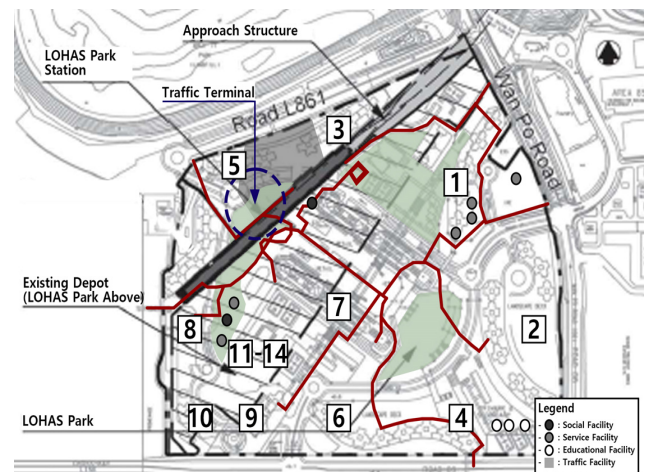 Approach Structure
LOHAS Park
Station
Traffic Terminal
Road L861
Wan Po Road
3
5
1
Existing Depot
(LOHAS Park Above)
7
8
2
11-14
LOHAS Park
10
9
6
4
Legend
- : Social Facility
- : Service Facility
- : Educational Facility
- : Traffic Facility